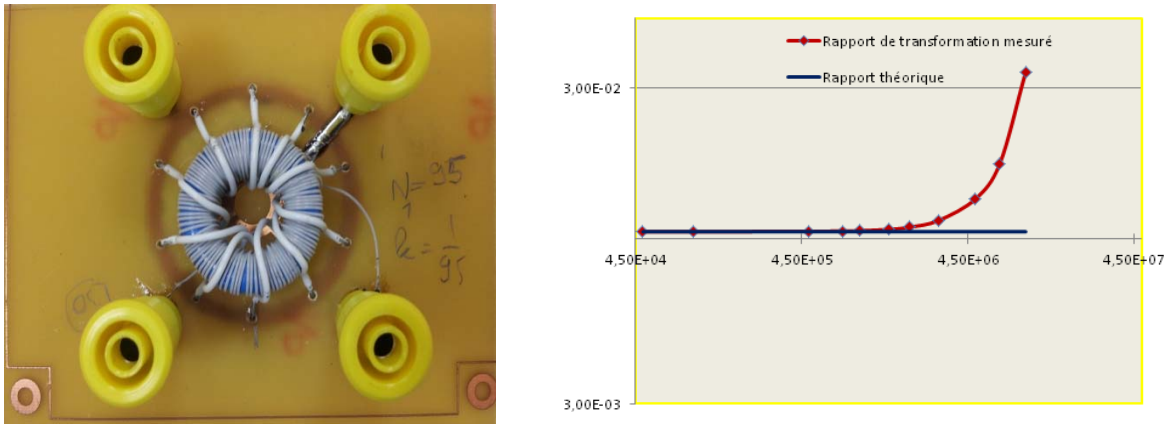 N₁ = 95
k = 1/95
Rapport de transformation mesuré
Rapport théorique
3,00E-02
4,50E+04
4,50E+05
4,50E+06
4,50E+07
3,00E-03